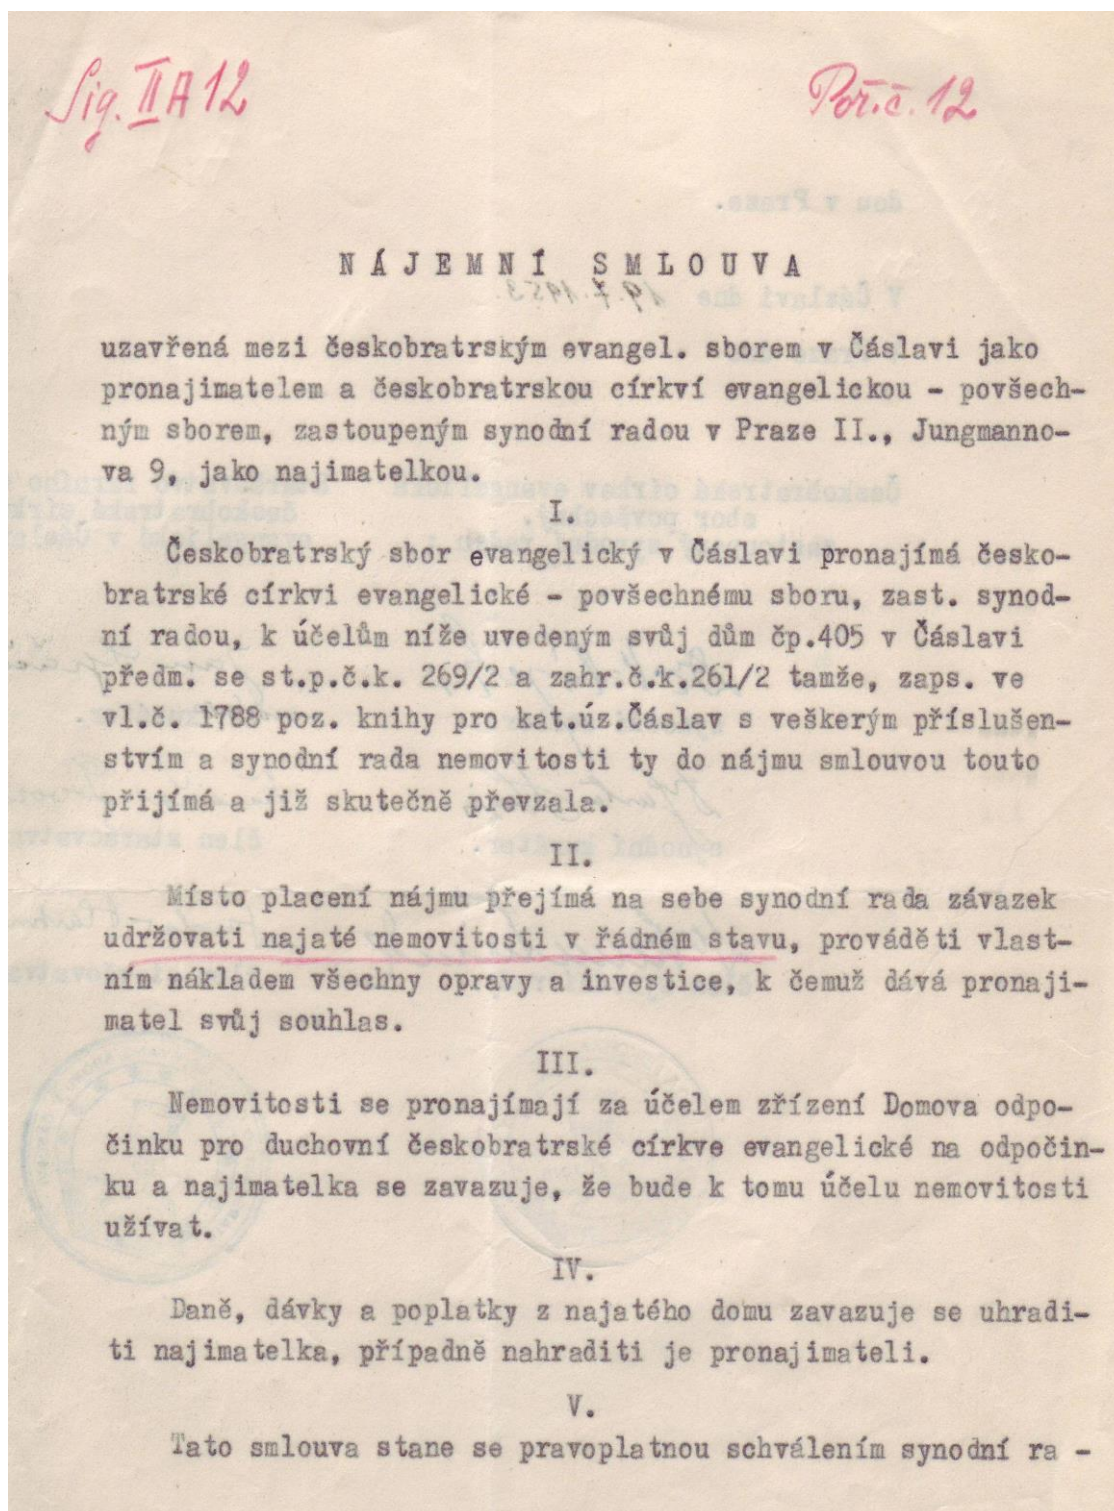 Sig. II A 12
Poř.č. 12
dou v Praze.
NÁJEMNÍ SMLOUVA
V Čáslavi dne 19.7.1953.
uzavřená mezi českobratrským evangel. sborem v Čáslavi jako
pronajimatelem a českobratrskou církví evangelickou - povšech-
ným sborem, zastoupeným synodní radou v Praze II., Jungmanno-
va 9, jako najimatelkou.
I.
Českobratrský sbor evangelický v Čáslavi pronajímá česko-
bratrské církvi evangelické - povšechnému sboru, zast. synod-
ní radou, k účelům níže uvedeným svůj dům čp.405 v Čáslavi
předm. se st.p.č.k. 269/2 a zahr.č.k.261/2 tamže, zaps. ve
vl.č. 1788 poz. knihy pro kat.úz.Čáslav s veškerým příslušen-
stvím a synodní rada nemovitosti ty do nájmu smlouvou touto
přijímá a již skutečně převzala.
II.
Místo placení nájmu přejímá na sebe synodní rada závazek
udržovati najaté nemovitosti v řádném stavu, prováděti vlast-
ním nákladem všechny opravy a investice, k čemuž dává pronaji-
matel svůj souhlas.
III.
Nemovitosti se pronajímají za účelem zřízení Domova odpo-
činku pro duchovní českobratrské církve evangelické na odpočin-
ku a najimatelka se zavazuje, že bude k tomu účelu nemovitosti
užívat.
IV.
Daně, dávky a poplatky z najatého domu zavazuje se uhradi-
ti najimatelka, případně nahraditi je pronajimateli.
V.
Tato smlouva stane se pravoplatnou schválením synodní ra -